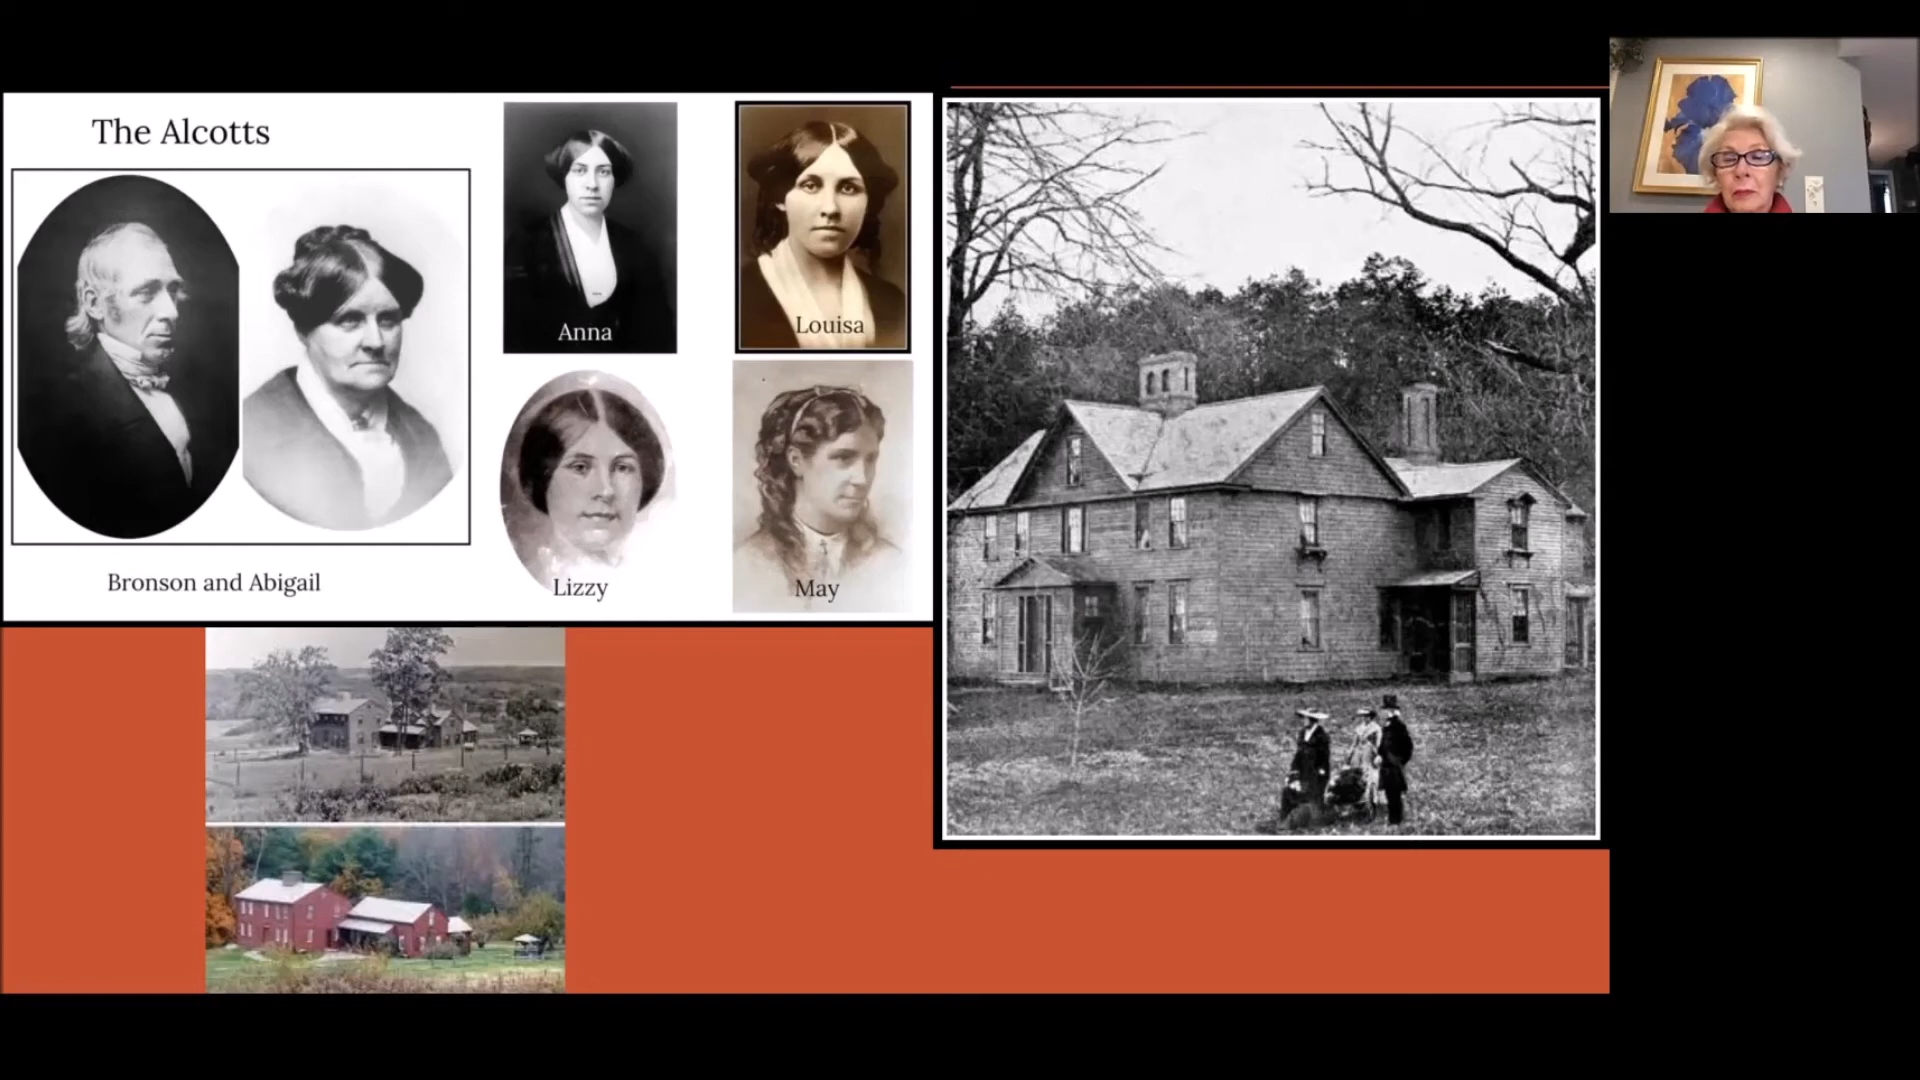 The Alcotts
Anna
Louisa
Bronson and Abigail
Lizzy
May